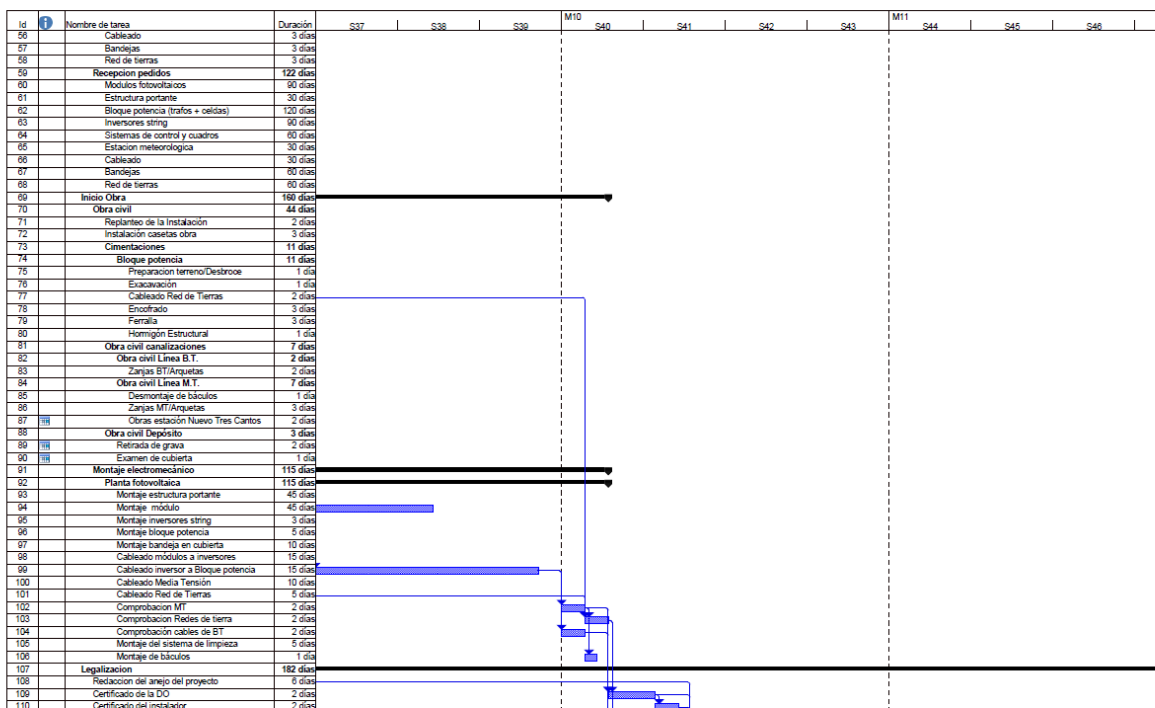 M10 M11
Id Nombre de tarea Duración S37 S38 S39 S40 S41 S42 S43 S44 S45 S46
56 Cableado 3 días
57 Bandejas 3 días
58 Red de tierras 3 días
59 Recepcion pedidos 122 días
60 Modulos fotovoltaicos 90 días
61 Estructura portante 30 días
62 Bloque potencia (trafos + celdas) 120 días
63 Inversores string 90 días
64 Sistemas de control y cuadros 60 días
65 Estacion meteorologica 30 días
66 Cableado 30 días
67 Bandejas 60 días
68 Red de tierras 60 días
69 Inicio Obra 160 días
70 Obra civil 44 días
71 Replanteo de la Instalación 2 días
72 Instalación casetas obra 3 días
73 Cimentaciones 11 días
74 Bloque potencia 11 días
75 Preparacion terreno/Desbroce 1 día
76 Exacavación 1 día
77 Cableado Red de Tierras 2 días
78 Encofrado 3 días
79 Ferralla 3 días
80 Hormigón Estructural 1 día
81 Obra civil canalizaciones 7 días
82 Obra civil Línea B.T. 2 días
83 Zanjas BT/Arquetas 2 días
84 Obra civil Línea M.T. 7 días
85 Desmontaje de báculos 1 día
86 Zanjas MT/Arquetas 3 días
87 Obras estación Nuevo Tres Cantos 2 días
88 Obra civil Depósito 3 días
89 Retirada de grava 2 días
90 Examen de cubierta 1 día
91 Montaje electromecánico 115 días
92 Planta fotovoltaica 115 días
93 Montaje estructura portante 45 días
94 Montaje módulo 45 días
95 Montaje inversores string 3 días
96 Montaje bloque potencia 5 días
97 Montaje bandeja en cubierta 10 días
98 Cableado módulos a inversores 15 días
99 Cableado inversor a Bloque potencia 15 días
100 Cableado Media Tensión 10 días
101 Cableado Red de Tierras 5 días
102 Comprobacion MT 2 días
103 Comprobacion Redes de tierra 2 días
104 Comprobación cables de BT 2 días
105 Montaje del sistema de limpieza 5 días
106 Montaje de báculos 1 día
107 Legalizacion 182 días
108 Redaccion del anejo del proyecto 6 días
109 Certificado de la DO 2 días
110 Certificado del instalador 2 días